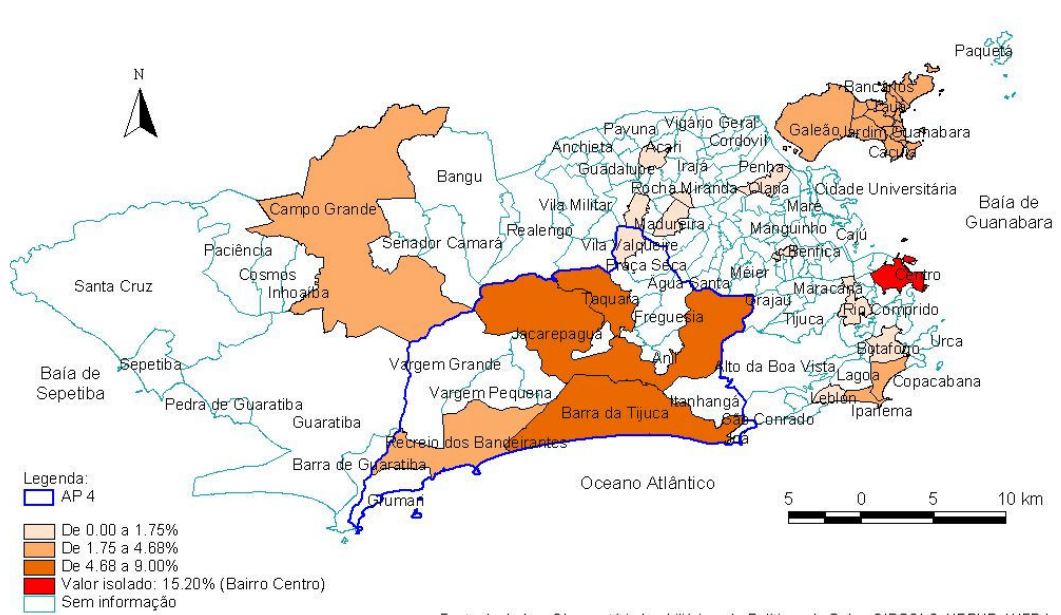 N
Paquetá
Bancários
Tauá
Galeão
Jardim Guanabara
Cacuia
Pavuna
Vigário Geral
Cordovil
Anchieta
Acari
Guadalupe
Irajá
Penha
Bangu
Rocha Miranda
Olaria
Cidade Universitária
Campo Grande
Vila Militar
Maré
Baía de
Guanabara
Madureira
Realengo
Manguinho
Cajú
Senador Camará
Vila Valqueire
Benfica
Paciência
Praça Seca
Cosmos
Méier
Centro
Santa Cruz
Inhoaíba
Água Santa
Maracanã
Taquara
Grajaú
Rio Comprido
Freguesia
Tijuca
Jacarepaguá
Urca
Botafogo
Sepetiba
Vargem Grande
Anil
Alto da Boa Vista
Baía de
Sepetiba
Lagoa
Copacabana
Vargem Pequena
Itanhangá
Leblon
Pedra de Guaratiba
Barra da Tijuca
Ipanema
Guaratiba
São Conrado
Recreio dos Bandeirantes
Joá
Barra de Guaratiba
Grumari
Oceano Atlântico
5 0 5 10 km
Legenda:
AP 4
De 0.00 a 1.75%
De 1.75 a 4.68%
De 4.68 a 9.00%
Valor isolado: 15.20% (Bairro Centro)
Sem informação